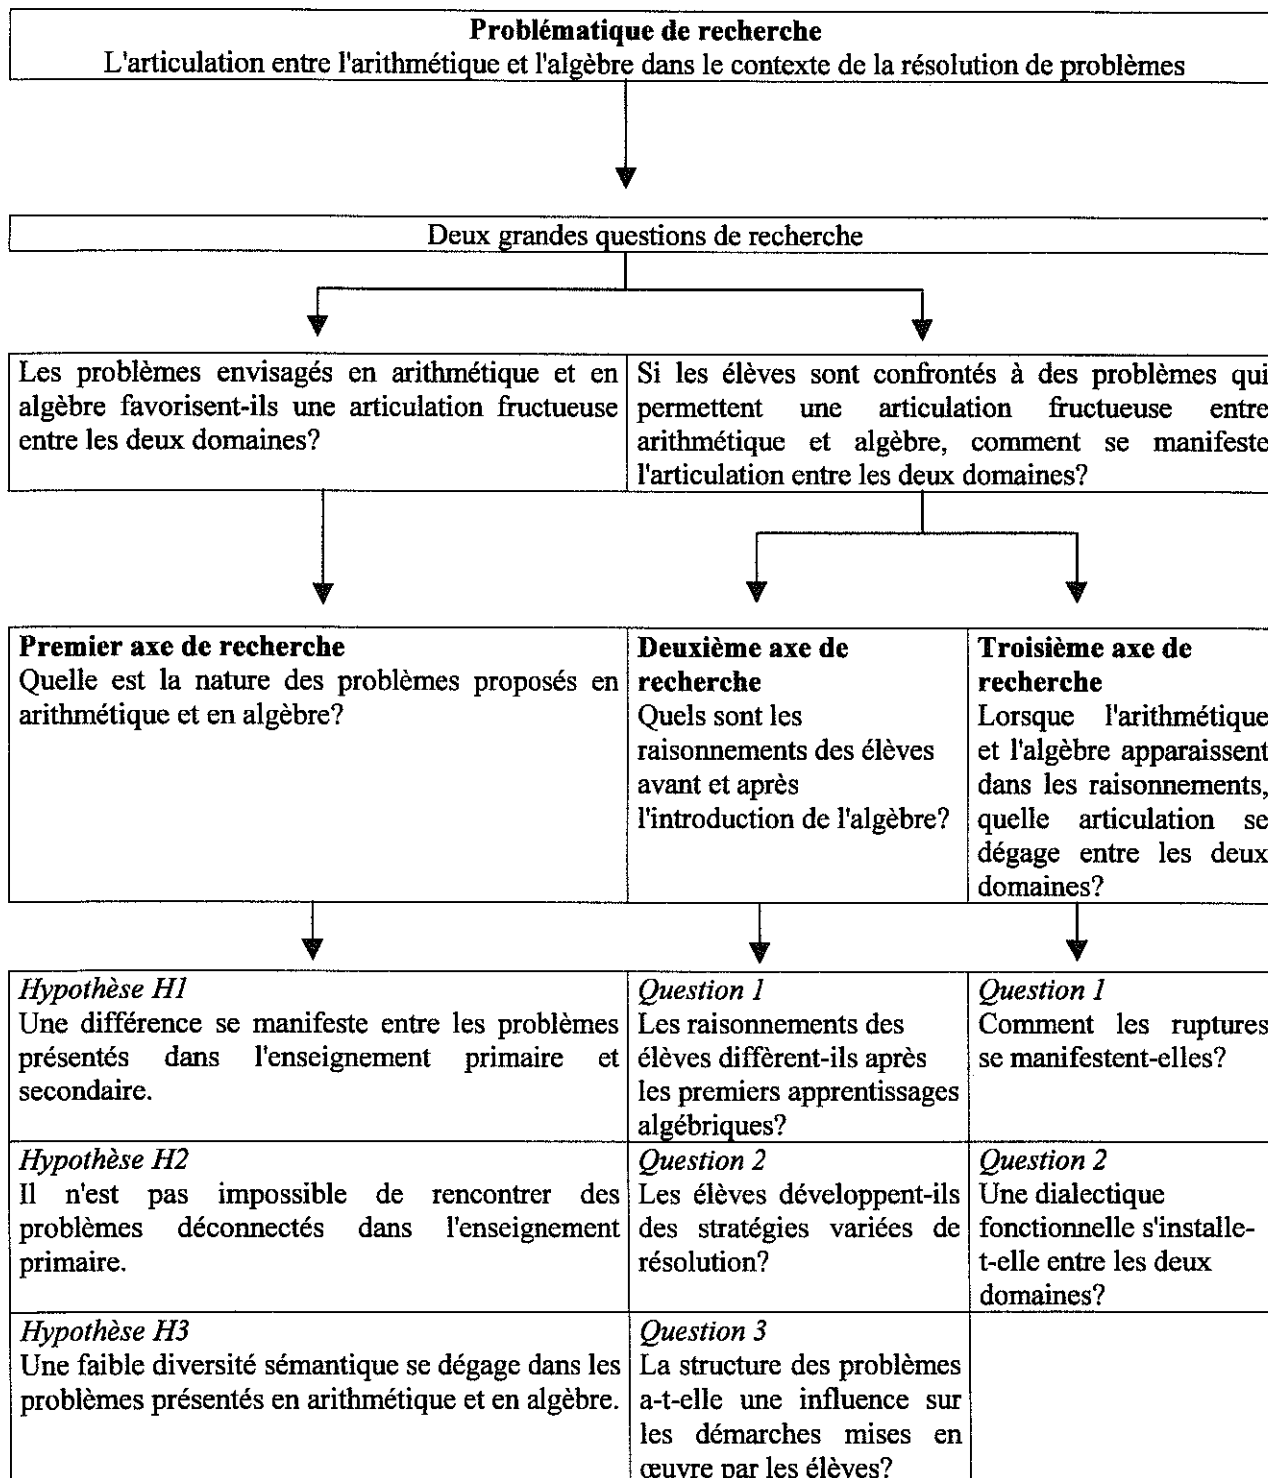 Problématique de recherche
L'articulation entre l'arithmétique et l'algèbre dans le contexte de la résolution de problèmes
Deux grandes questions de recherche
Les problèmes envisagés en arithmétique et en
algèbre favorisent-ils une articulation fructueuse
entre les deux domaines?
Si les élèves sont confrontés à des problèmes qui
permettent une articulation fructueuse entre
arithmétique et algèbre, comment se manifeste
l'articulation entre les deux domaines?
Premier axe de recherche
Quelle est la nature des problèmes proposés en
arithmétique et en algèbre?
Deuxième axe de
recherche
Quels sont les
raisonnements des élèves
avant et après
l'introduction de l'algèbre?
Troisième axe de
recherche
Lorsque l'arithmétique
et l'algèbre apparaissent
dans les raisonnements,
quelle articulation se
dégage entre les deux
domaines?
Hypothèse H1
Une différence se manifeste entre les problèmes
présentés dans l'enseignement primaire et
secondaire.
Question 1
Les raisonnements des
élèves diffèrent-ils après
les premiers apprentissages
algébriques?
Question 1
Comment les ruptures
se manifestent-elles?
Hypothèse H2
Il n'est pas impossible de rencontrer des
problèmes déconnectés dans l'enseignement
primaire.
Question 2
Les élèves développent-ils
des stratégies variées de
résolution?
Question 2
Une dialectique
fonctionnelle s'installe-
t-elle entre les deux
domaines?
Hypothèse H3
Une faible diversité sémantique se dégage dans les
problèmes présentés en arithmétique et en algèbre.
Question 3
La structure des problèmes
a-t-elle une influence sur
les démarches mises en
œuvre par les élèves?